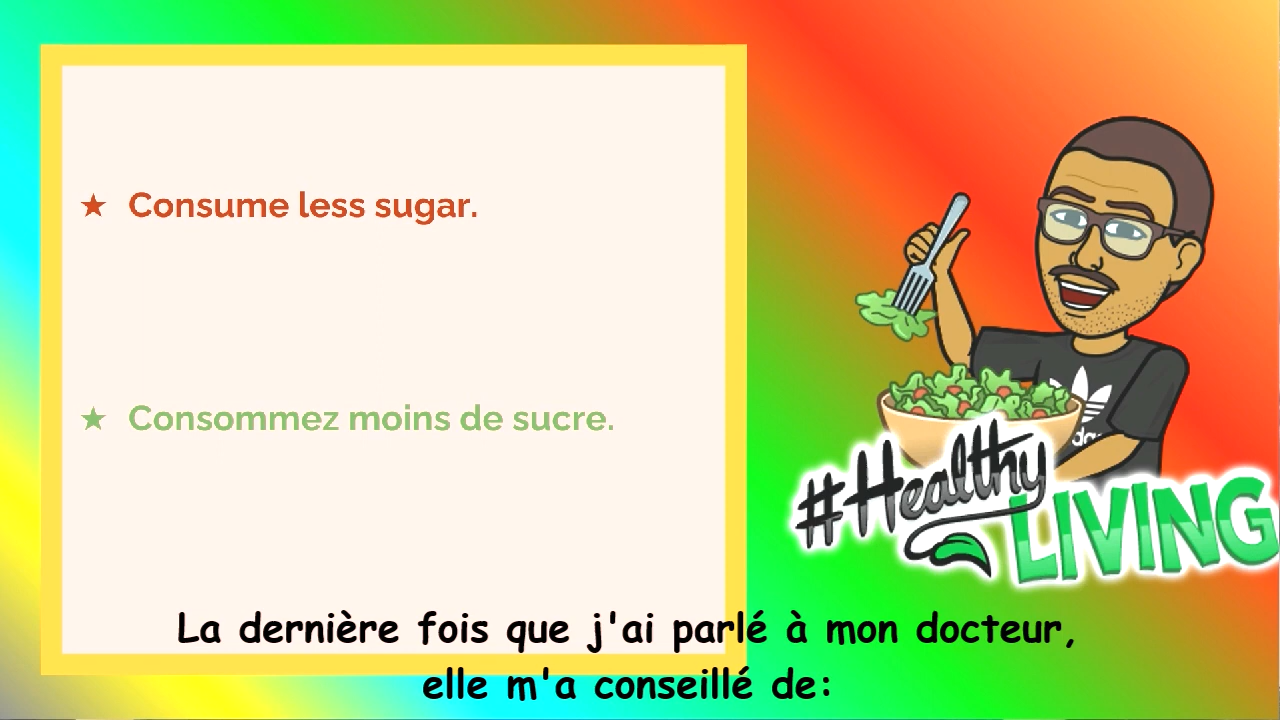 ★ Consume less sugar.
★ Consommez moins de sucre.
#Healthy
LIVING
La dernière fois que j'ai parlé à mon docteur,
elle m'a conseillé de: